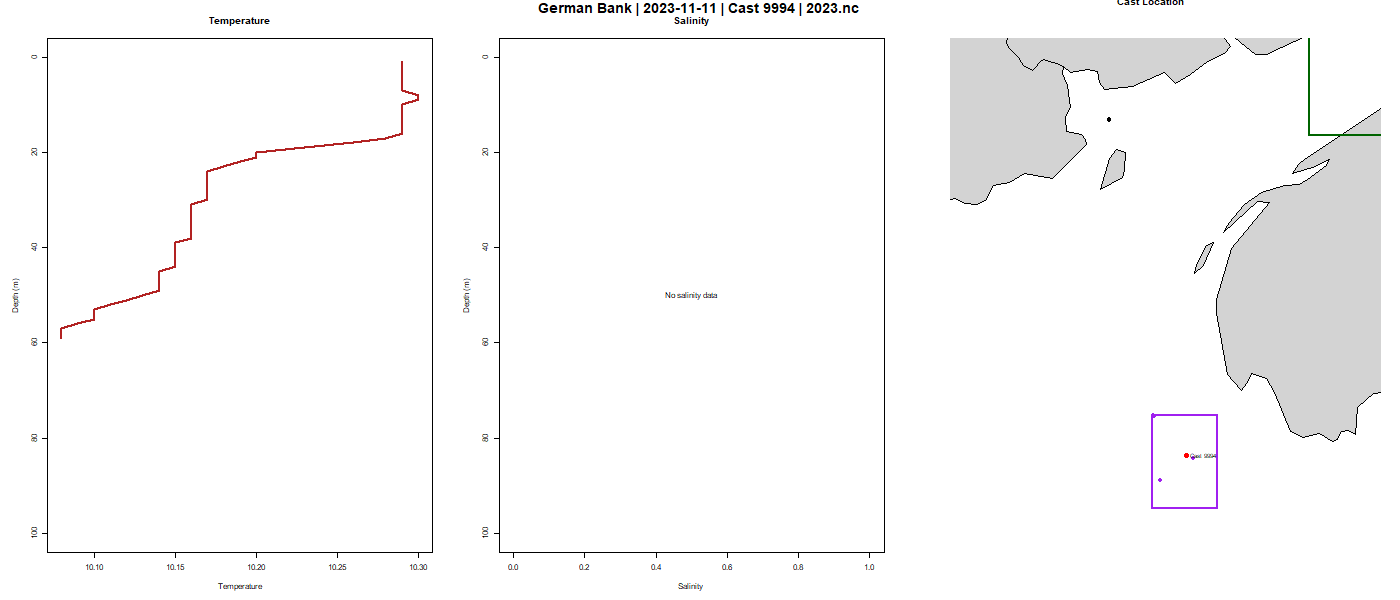 German Bank | 2023-11-11 | Cast 9994 | 2023.nc
Temperature
Salinity
Cast Location
Depth (m)
0
20
40
60
80
100
10.10
10.15
10.20
10.25
10.30
Temperature
Depth (m)
0
20
40
60
80
100
No salinity data
0.0
0.2
0.4
0.6
0.8
1.0
Salinity
Cast 9994